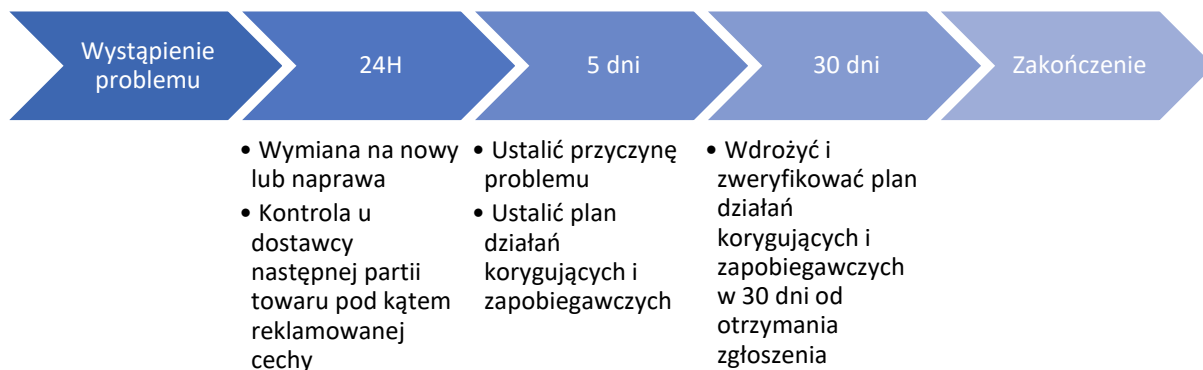 Wystąpienie
problemu
24H
5 dni
30 dni
Zakończenie
• Wymiana na nowy
lub naprawa
• Kontrola u
dostawcy
następnej partii
towaru pod kątem
reklamowanej
cechy
• Ustalić przyczynę
problemu
• Ustalić plan
działań
korygujących i
zapobiegawczych
• Wdrożyć i
zweryfikować plan
działań
korygujących i
zapobiegawczych
w 30 dni od
otrzymania
zgłoszenia